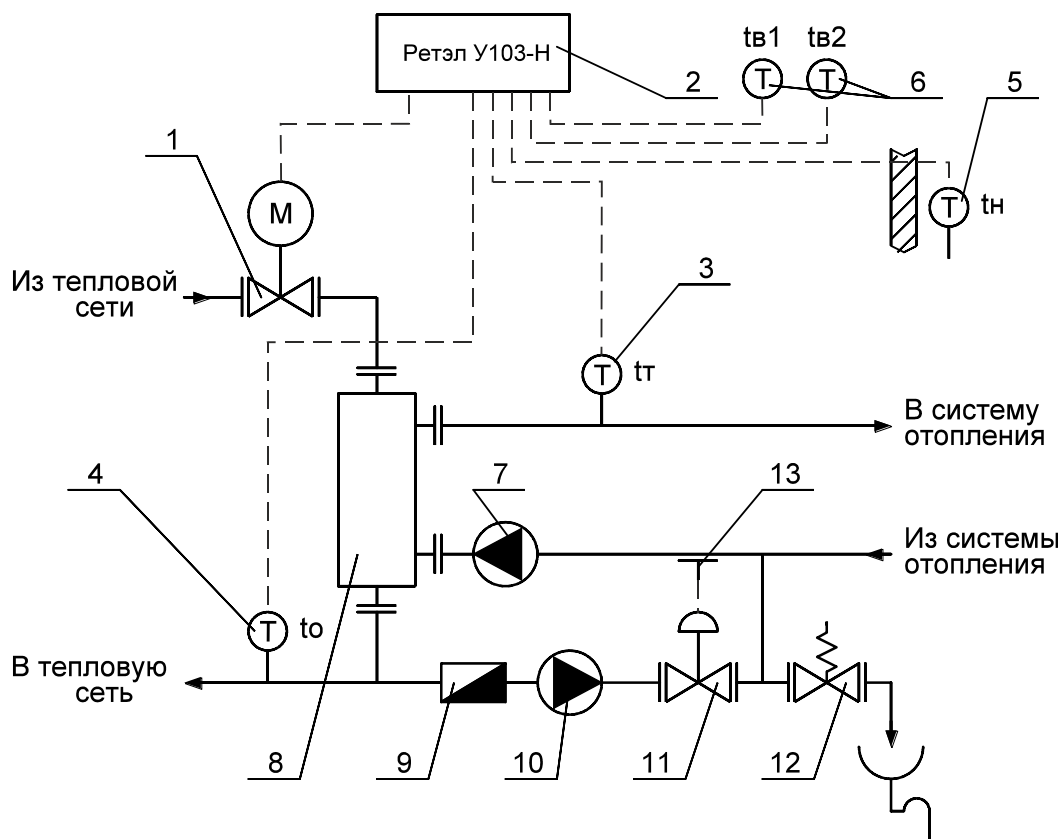 Ретэл У103-Н
2
tв1
tв2
T
T
6
5
1
М
T
tн
Из тепловой
сети
3
T
tт
В систему
отопления
4
7
13
Из системы
отопления
T
tо
В тепловую
сеть
8
9
10
11
12